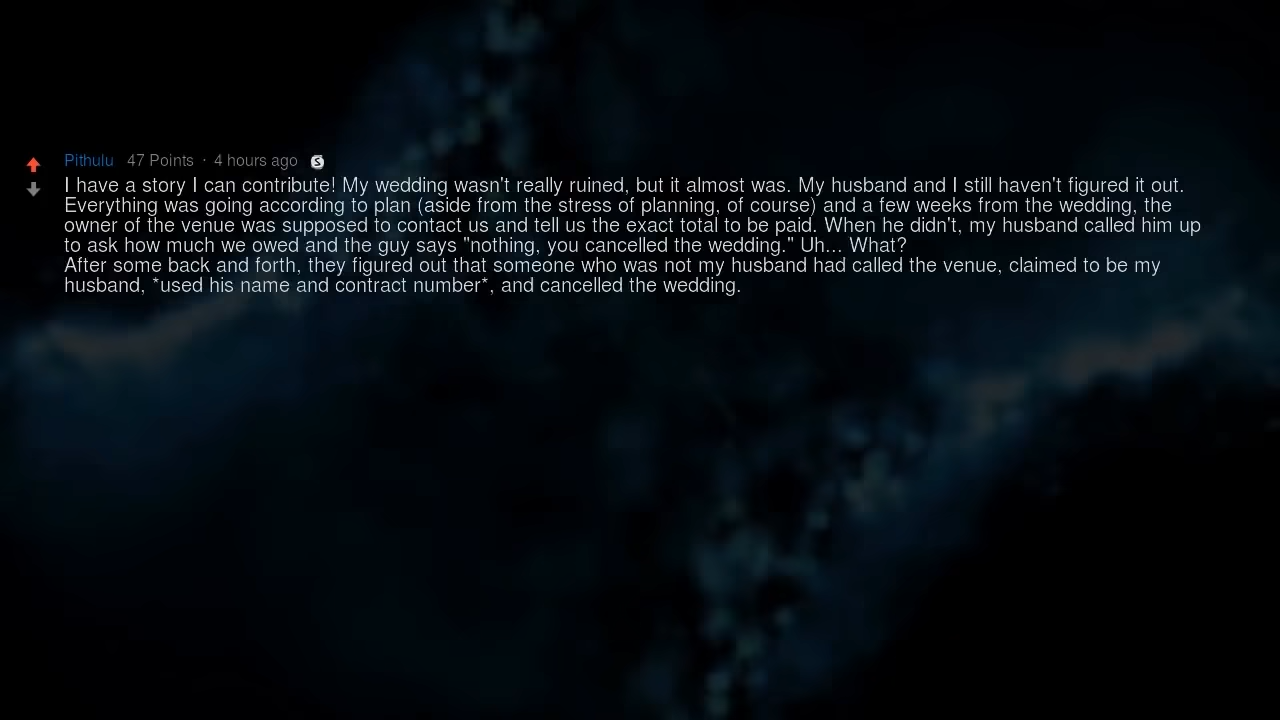 Pithulu 47 Points · 4 hours ago
I have a story I can contribute! My wedding wasn't really ruined, but it almost was. My husband and I still haven't figured it out.
Everything was going according to plan (aside from the stress of planning, of course) and a few weeks from the wedding, the
owner of the venue was supposed to contact us and tell us the exact total to be paid. When he didn't, my husband called him up
to ask how much we owed and the guy says "nothing, you cancelled the wedding." Uh... What?
After some back and forth, they figured out that someone who was not my husband had called the venue, claimed to be my
husband, *used his name and contract number*, and cancelled the wedding.